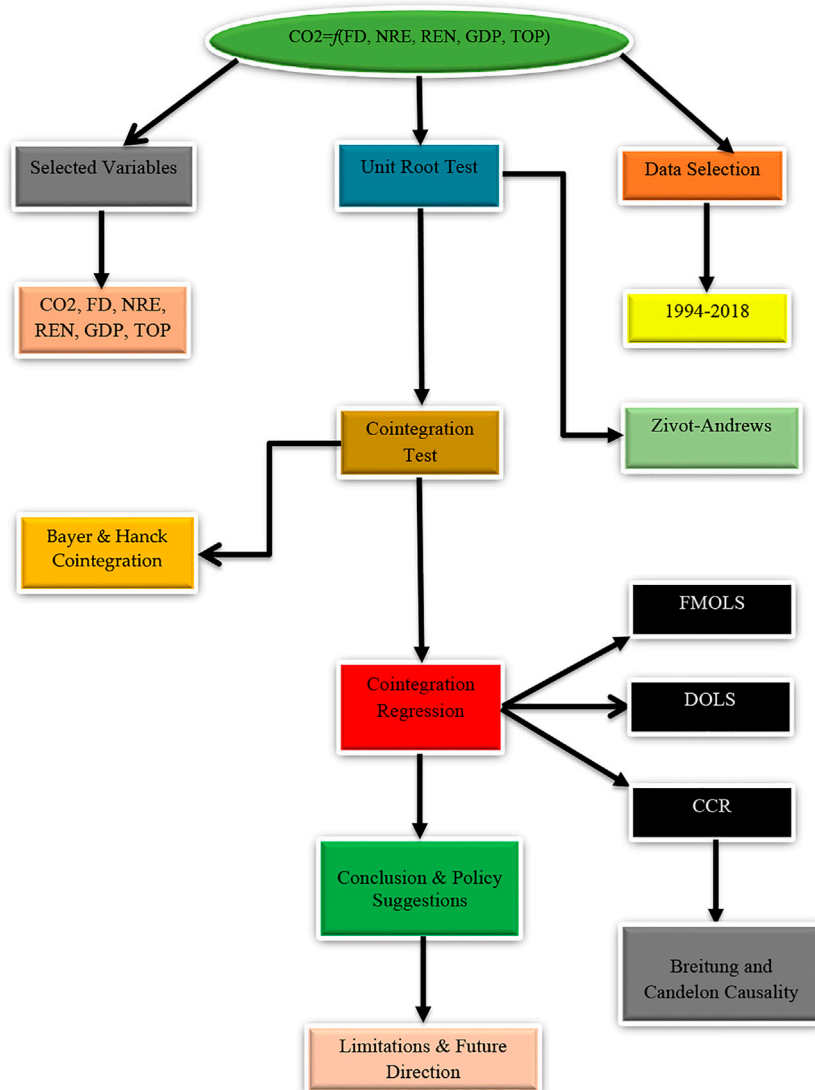 CO2=f(FD, NRE, REN, GDP, TOP)
Selected Variables
Unit Root Test
Data Selection
CO2, FD, NRE,
REN, GDP, TOP
1994-2018
Cointegration
Test
Zivot-Andrews
Bayer & Hanck
Cointegration
FMOLS
Cointegration
Regression
DOLS
CCR
Conclusion & Policy
Suggestions
Breitung and
Candelon Causality
Limitations & Future
Direction